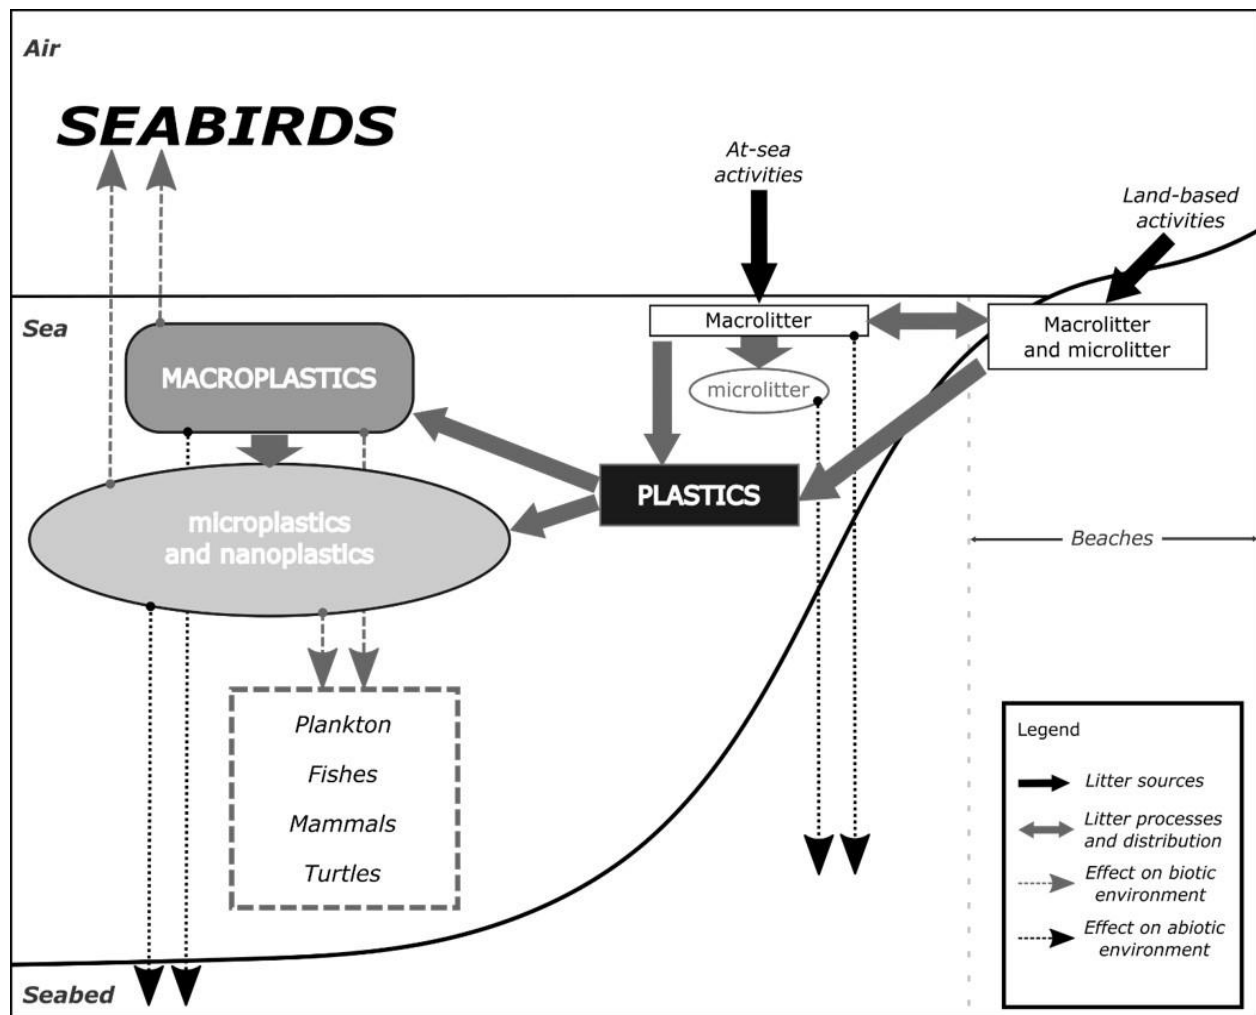 Air
SEABIRDS
At-sea
activities
Land-based
activities
Sea
Macrolitter
Macrolitter
and microlitter
MACROPLASTICS
microlitter
PLASTICS
microplastics
and nanoplastics
Beaches
Plankton
Fishes
Mammals
Turtles
Legend
Litter sources
Litter processes
and distribution
Effect on biotic
environment
Effect on abiotic
environment
Seabed